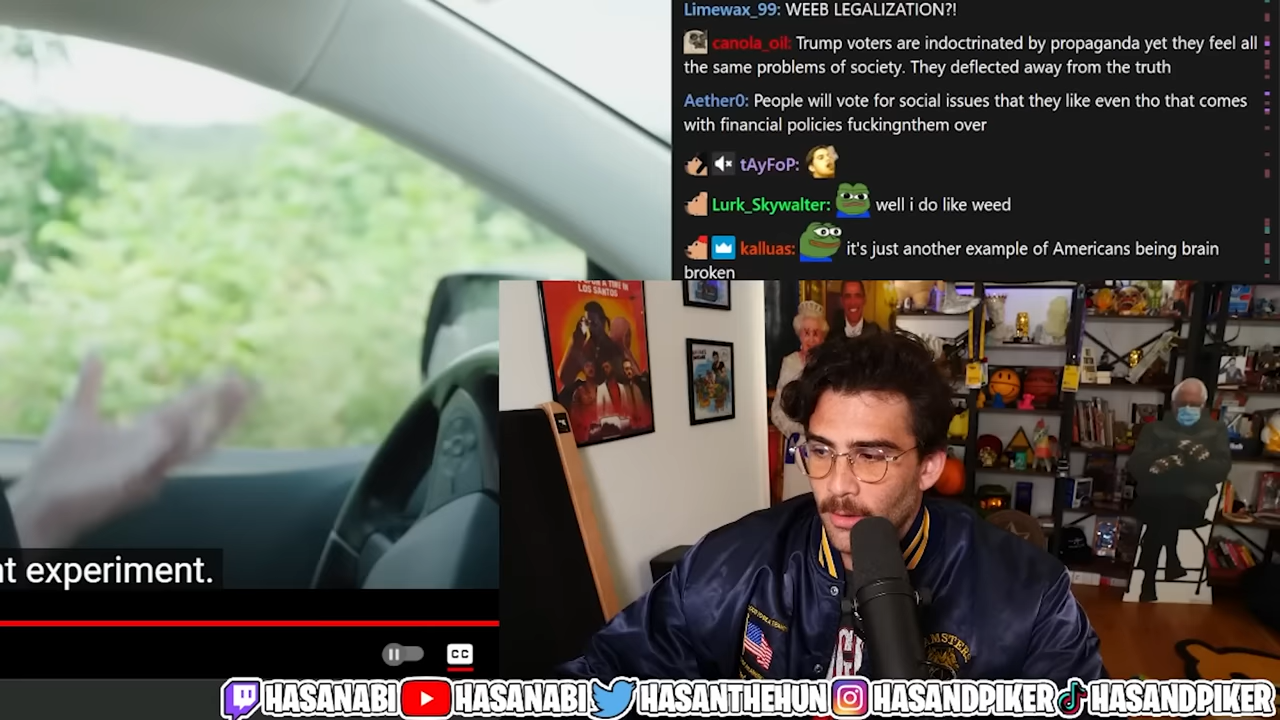 Limewax_99: WEEB LEGALIZATION?!
canola_oil: Trump voters are indoctrinated by propaganda yet they feel all
the same problems of society. They deflected away from the truth
Aether0: People will vote for social issues that they like even tho that comes
with financial policies fuckingnthem over
tAyFoP:
Lurk_Skywalter: well i do like weed
kalluas: it's just another example of Americans being brain
broken
LOS SANTOS
experiment.
CC
HASANABI HASANABI HASANTHEHUN HASANDPIKER HASANDPIKER